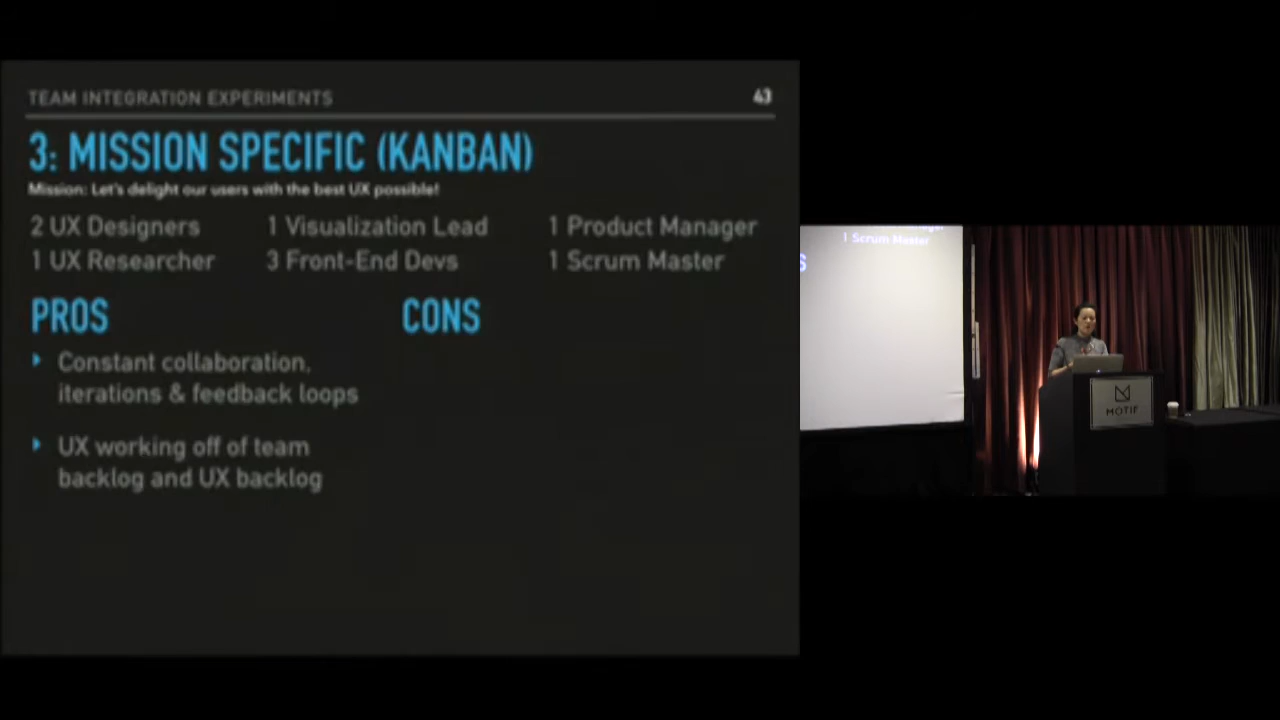 TEAM INTEGRATION EXPERIMENTS
43
3: MISSION SPECIFIC (KANBAN)
Mission: Let's delight our users with the best UX possible!
2 UX Designers
1 Visualization Lead
1 Product Manager
1 UX Researcher
3 Front-End Devs
1 Scrum Master
PROS
CONS
Constant collaboration,
iterations & feedback loops
UX working off of team
backlog and UX backlog
1 Scrum Master
S
MOTIF